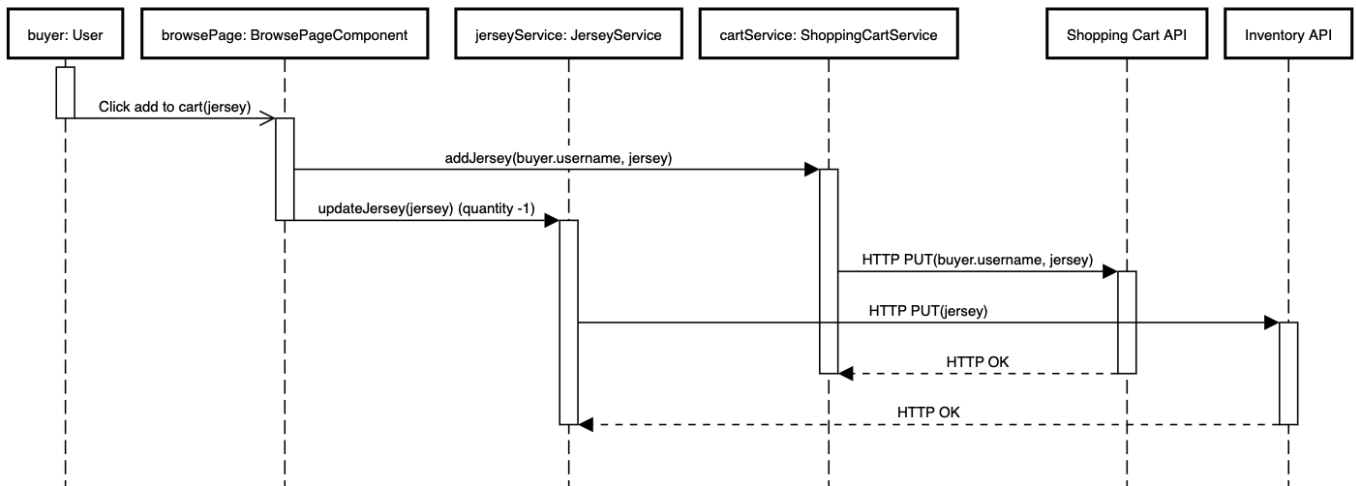 buyer: User
browsePage: BrowsePageComponent
jerseyService: JerseyService
cartService: ShoppingCartService
Shopping Cart API
Inventory API
Click add to cart(jersey)
addJersey(buyer.username, jersey)
updateJersey(jersey) (quantity -1)
HTTP PUT(buyer.username, jersey)
HTTP PUT(jersey)
HTTP OK
HTTP OK